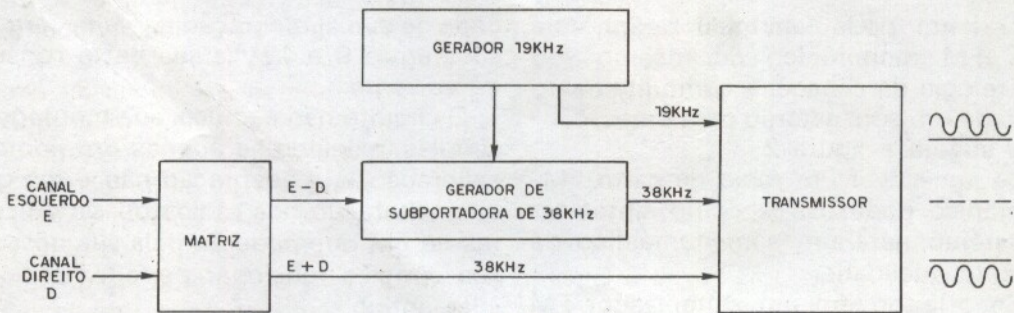 GERADOR 19KHz
19KHz
CANAL
ESQUERDO
E
MATRIZ
E-D
GERADOR DE
SUBPORTADORA DE 38KHz
38KHz
TRANSMISSOR
CANAL
DIREITO
D
E+D
38KHz